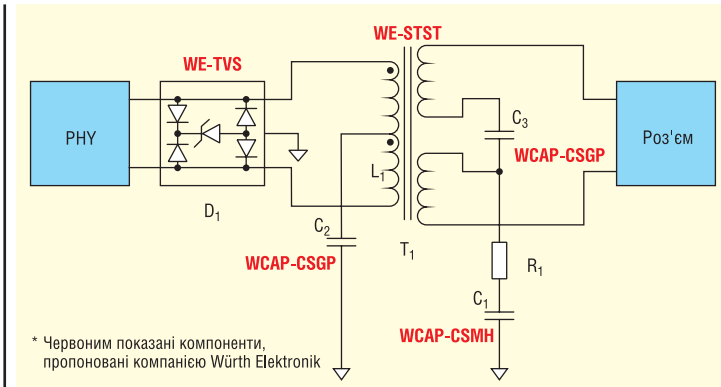 WE-STST
WE-TVS
PHY
C3
WCAP-CSGP
Роз'єм
L1
D1
C2
WCAP-CSGP
T1
R1
C1
WCAP-CSMH
* Червоним показані компоненти,
пропоновані компанією Würth Elektronik